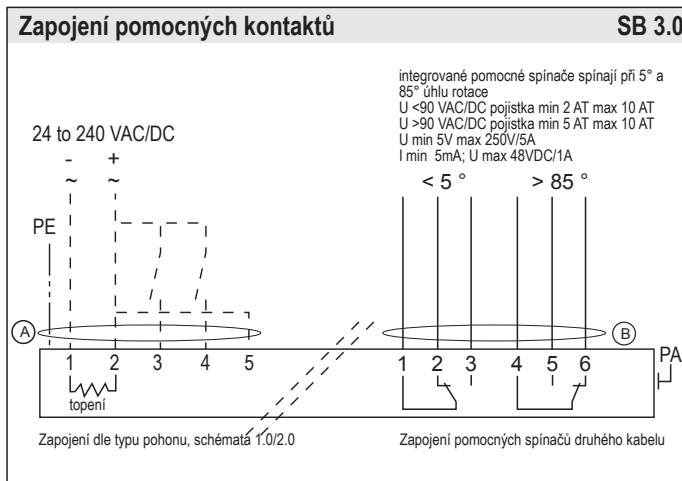 Zapojení pomocných kontaktů SB 3.0
integrované pomocné spínače spínají při 5° a
85° úhlu rotace
U <90 VAC/DC pojistka min 2 AT max 10 AT
U >90 VAC/DC pojistka min 5 AT max 10 AT
U min 5V max 250V/5A
I min 5mA; U max 48VDC/1A
24 to 240 VAC/DC
- +
~ ~
< 5 ° > 85 °
PE
A B
1 2 3 4 5 1 2 3 4 5 6 PA
topení
Zapojení dle typu pohonu, schémata 1.0/2.0 Zapojení pomocných spínačů druhého kabelu